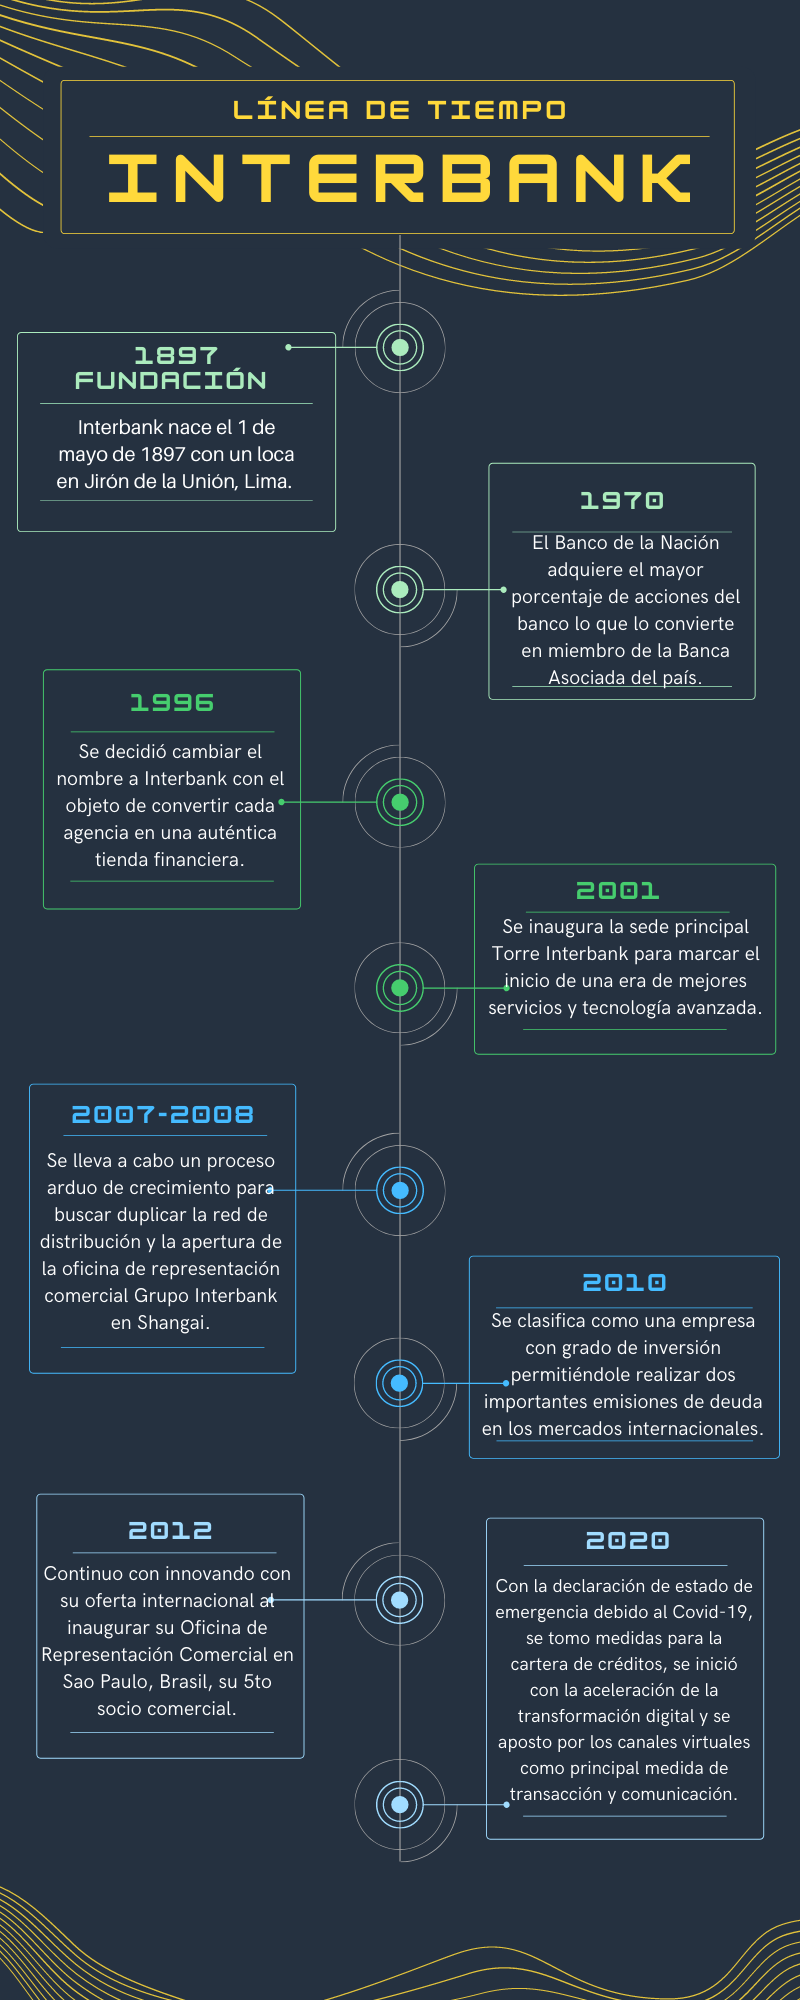 LÍNEA DE TIEMPO
INTERBANK
1897
FUNDACIÓN
Interbank nace el 1 de
mayo de 1897 con un loca
en Jirón de la Unión, Lima.
1970
El Banco de la Nación
adquiere el mayor
porcentaje de acciones del
banco lo que lo convierte
en miembro de la Banca
Asociada del país.
1996
Se decidió cambiar el
nombre a Interbank con el
objeto de convertir cada
agencia en una auténtica
tienda financiera.
2001
Se inaugura la sede principal
Torre Interbank para marcar el
inicio de una era de mejores
servicios y tecnología avanzada.
2007-2008
Se lleva a cabo un proceso
arduo de crecimiento para
buscar duplicar la red de
distribución y la apertura de
la oficina de representación
comercial Grupo Interbank
en Shangai.
2010
Se clasifica como una empresa
con grado de inversión
permitiéndole realizar dos
importantes emisiones de deuda
en los mercados internacionales.
2012
Continuo con innovando con
su oferta internacional al
inaugurar su Oficina de
Representación Comercial en
Sao Paulo, Brasil, su 5to
socio comercial.
2020
Con la declaración de estado de
emergencia debido al Covid-19,
se tomo medidas para la
cartera de créditos, se inició
con la aceleración de la
transformación digital y se
aposto por los canales virtuales
como principal medida de
transacción y comunicación.